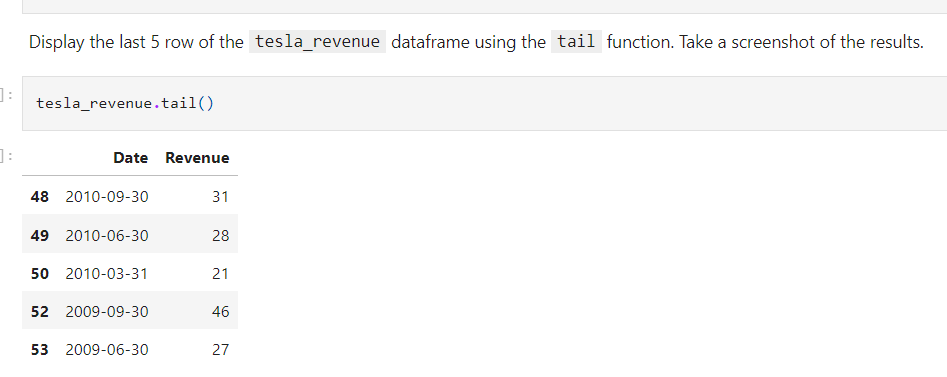 Display the last 5 row of the tesla_revenue dataframe using the tail function. Take a screenshot of the results.
]:
tesla_revenue.tail()
]:
Date Revenue
48 2010-09-30 31
49 2010-06-30 28
50 2010-03-31 21
52 2009-09-30 46
53 2009-06-30 27